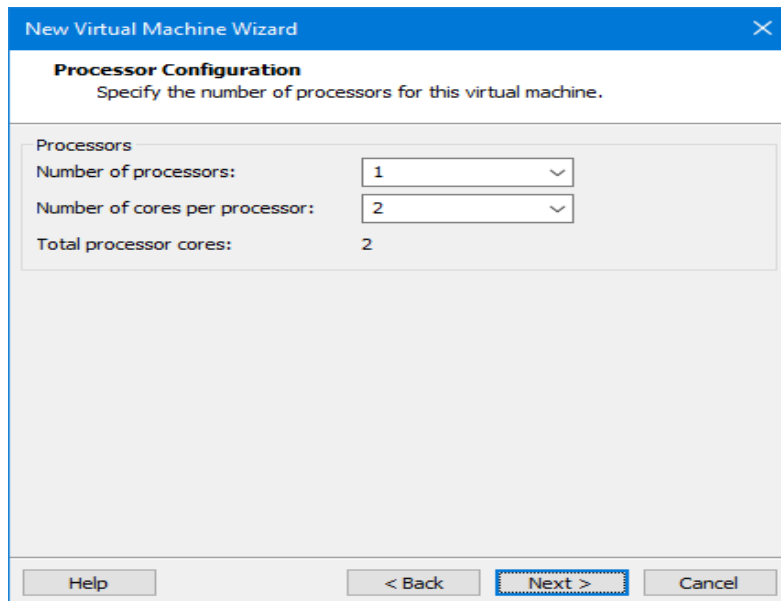 New Virtual Machine Wizard
Processor Configuration
Specify the number of processors for this virtual machine.
Processors
Number of processors: 1
Number of cores per processor: 2
Total processor cores: 2
Help < Back Next > Cancel